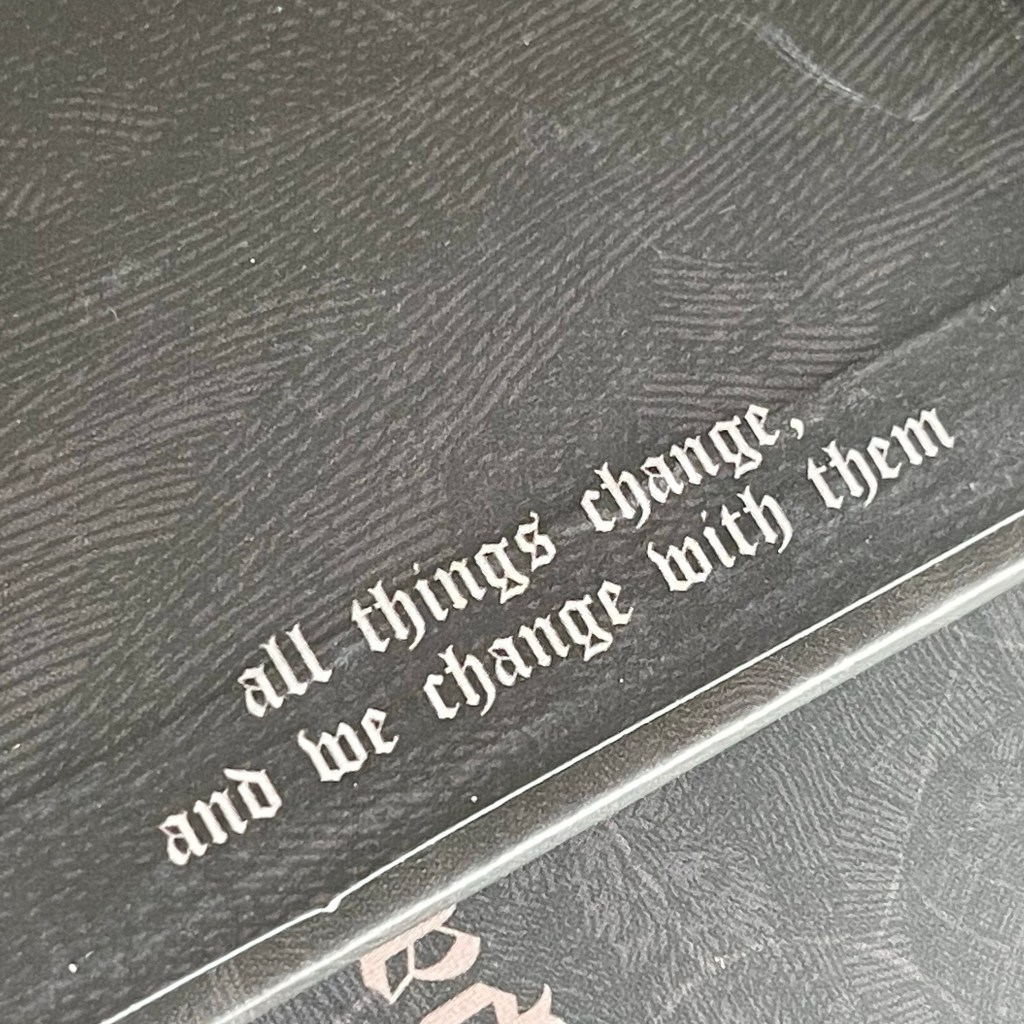 all things change,
and we change with them